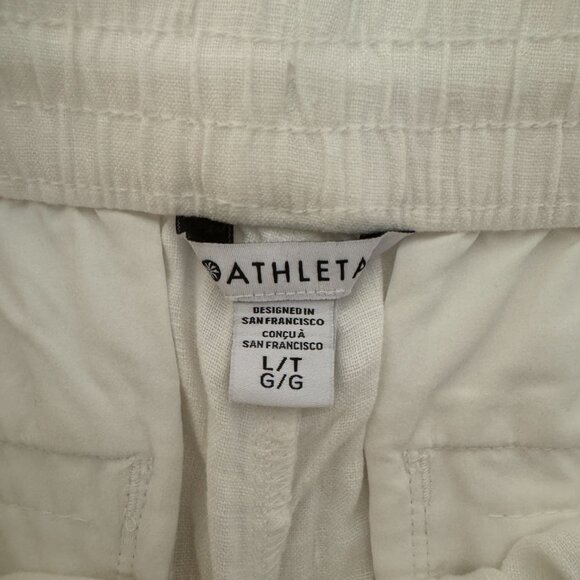 ATHLETA
DESIGNED IN
SAN FRANCISCO
CONÇU À
SAN FRANCISCO
L/T
G/G